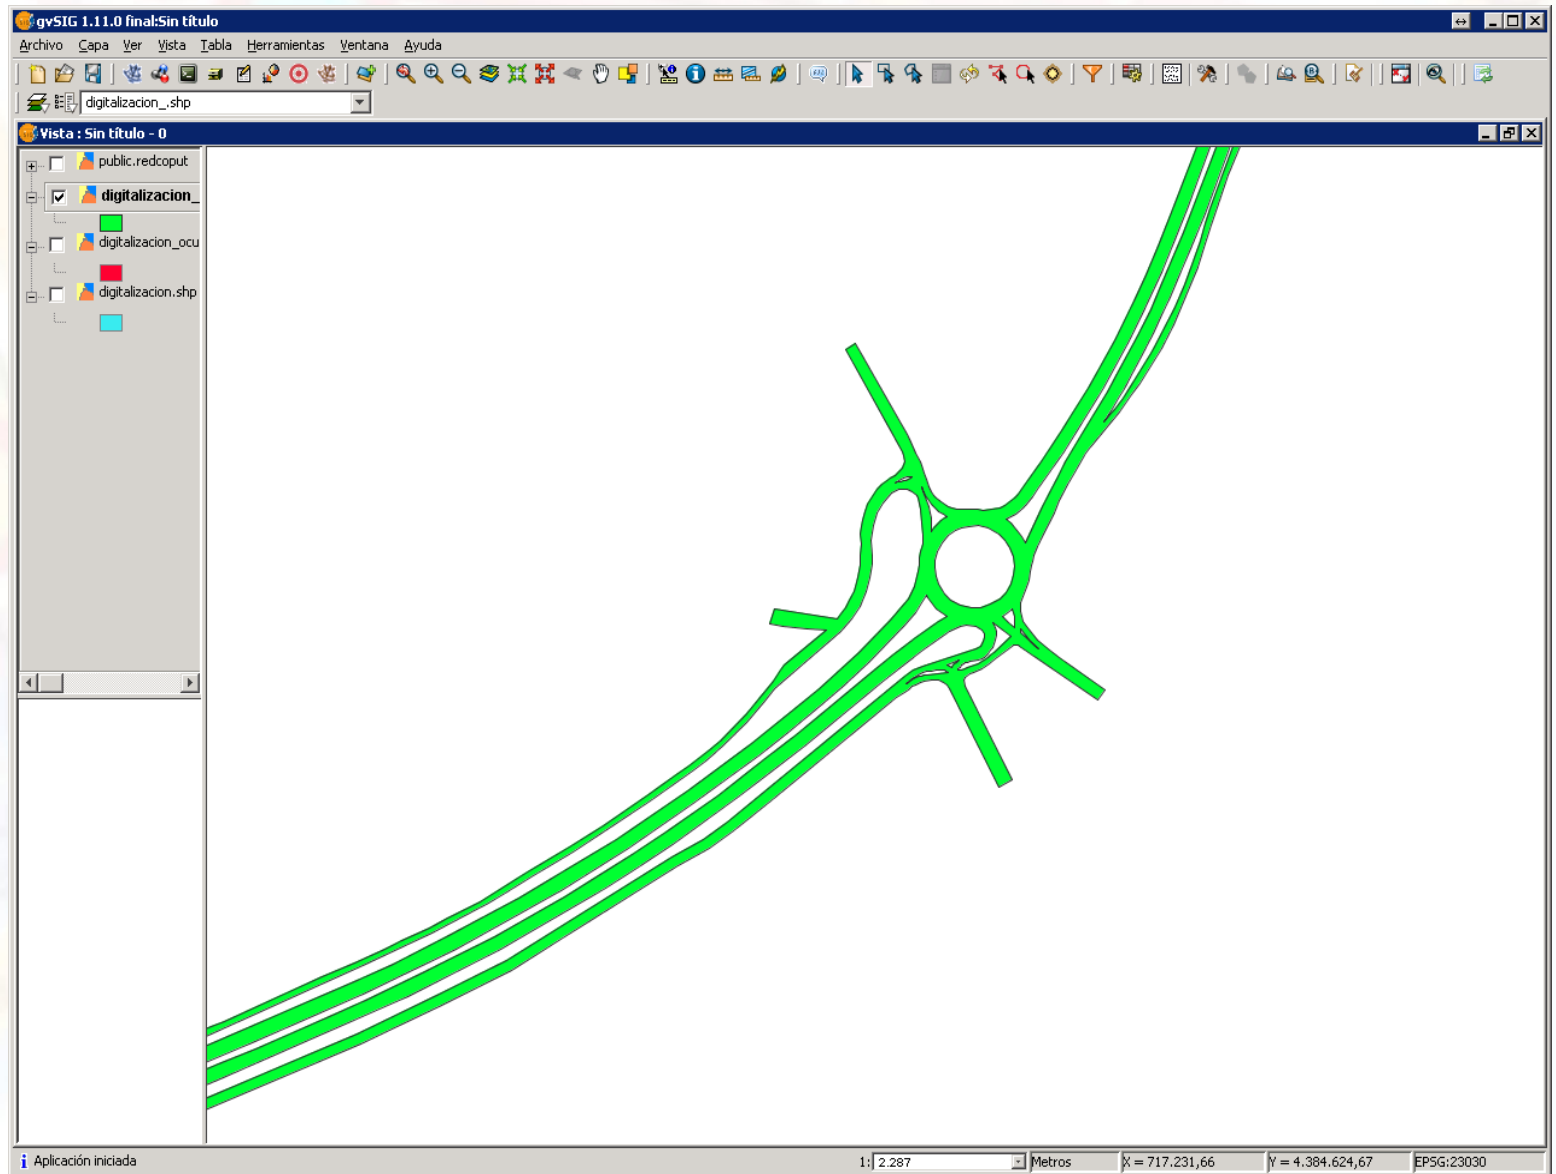 gvSIG 1.11.0 final:Sin título
Archivo Capa Ver Vista Tabla Herramientas Ventana Ayuda
digitalizacion_.shp
Vista : Sin título - 0
public.redcoput
digitalizacion_
digitalizacion_ocu
digitalizacion.shp
Aplicación iniciada
1: 2.287
Metros
X = 717.231,66
Y = 4.384.624,67
EPSG:23030